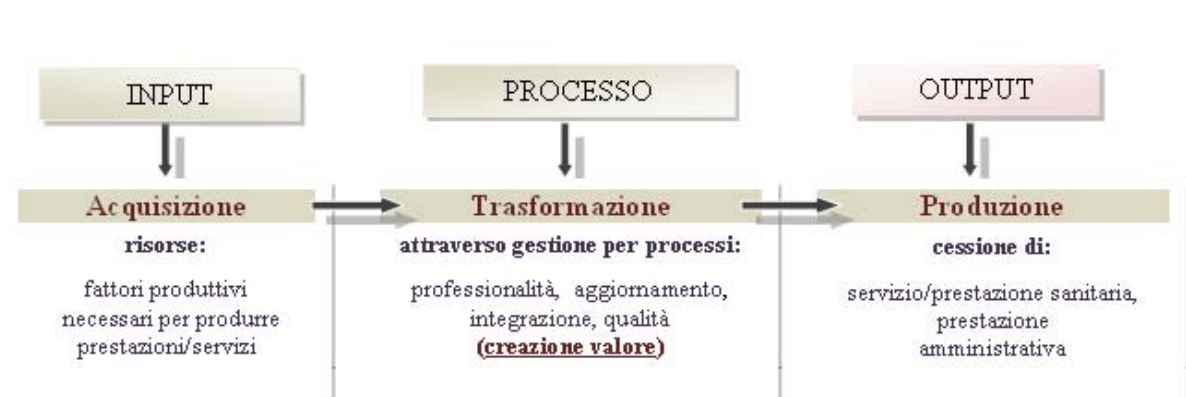 INPUT
PROCESSO
OUTPUT
Acquisizione
Trasformazione
Produzione
risorse:
fattori produttivi
necessari per produrre
prestazioni/servizi
attraverso gestione per processi:
professionalità, aggiornamento,
integrazione, qualità
(creazione valore)
cessione di:
servizio/prestazione sanitaria,
prestazione
amministrativa